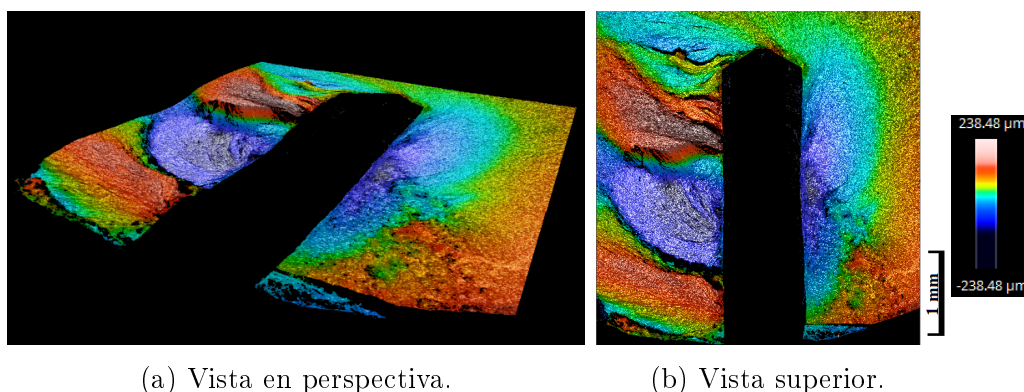 238.48 µm
-238.48 µm
1 mm
(a) Vista en perspectiva.
(b) Vista superior.